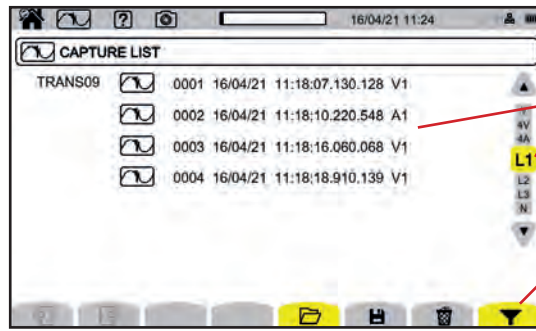 16/04/21 11:24
CAPTURE LIST
TRANS09 0001 16/04/21 11:18:07.130.128 V1
0002 16/04/21 11:18:10.220.548 A1
0003 16/04/21 11:18:16.060.068 V1
0004 16/04/21 11:18:18.910.139 V1
4V
4A
L1
L2
L3
N